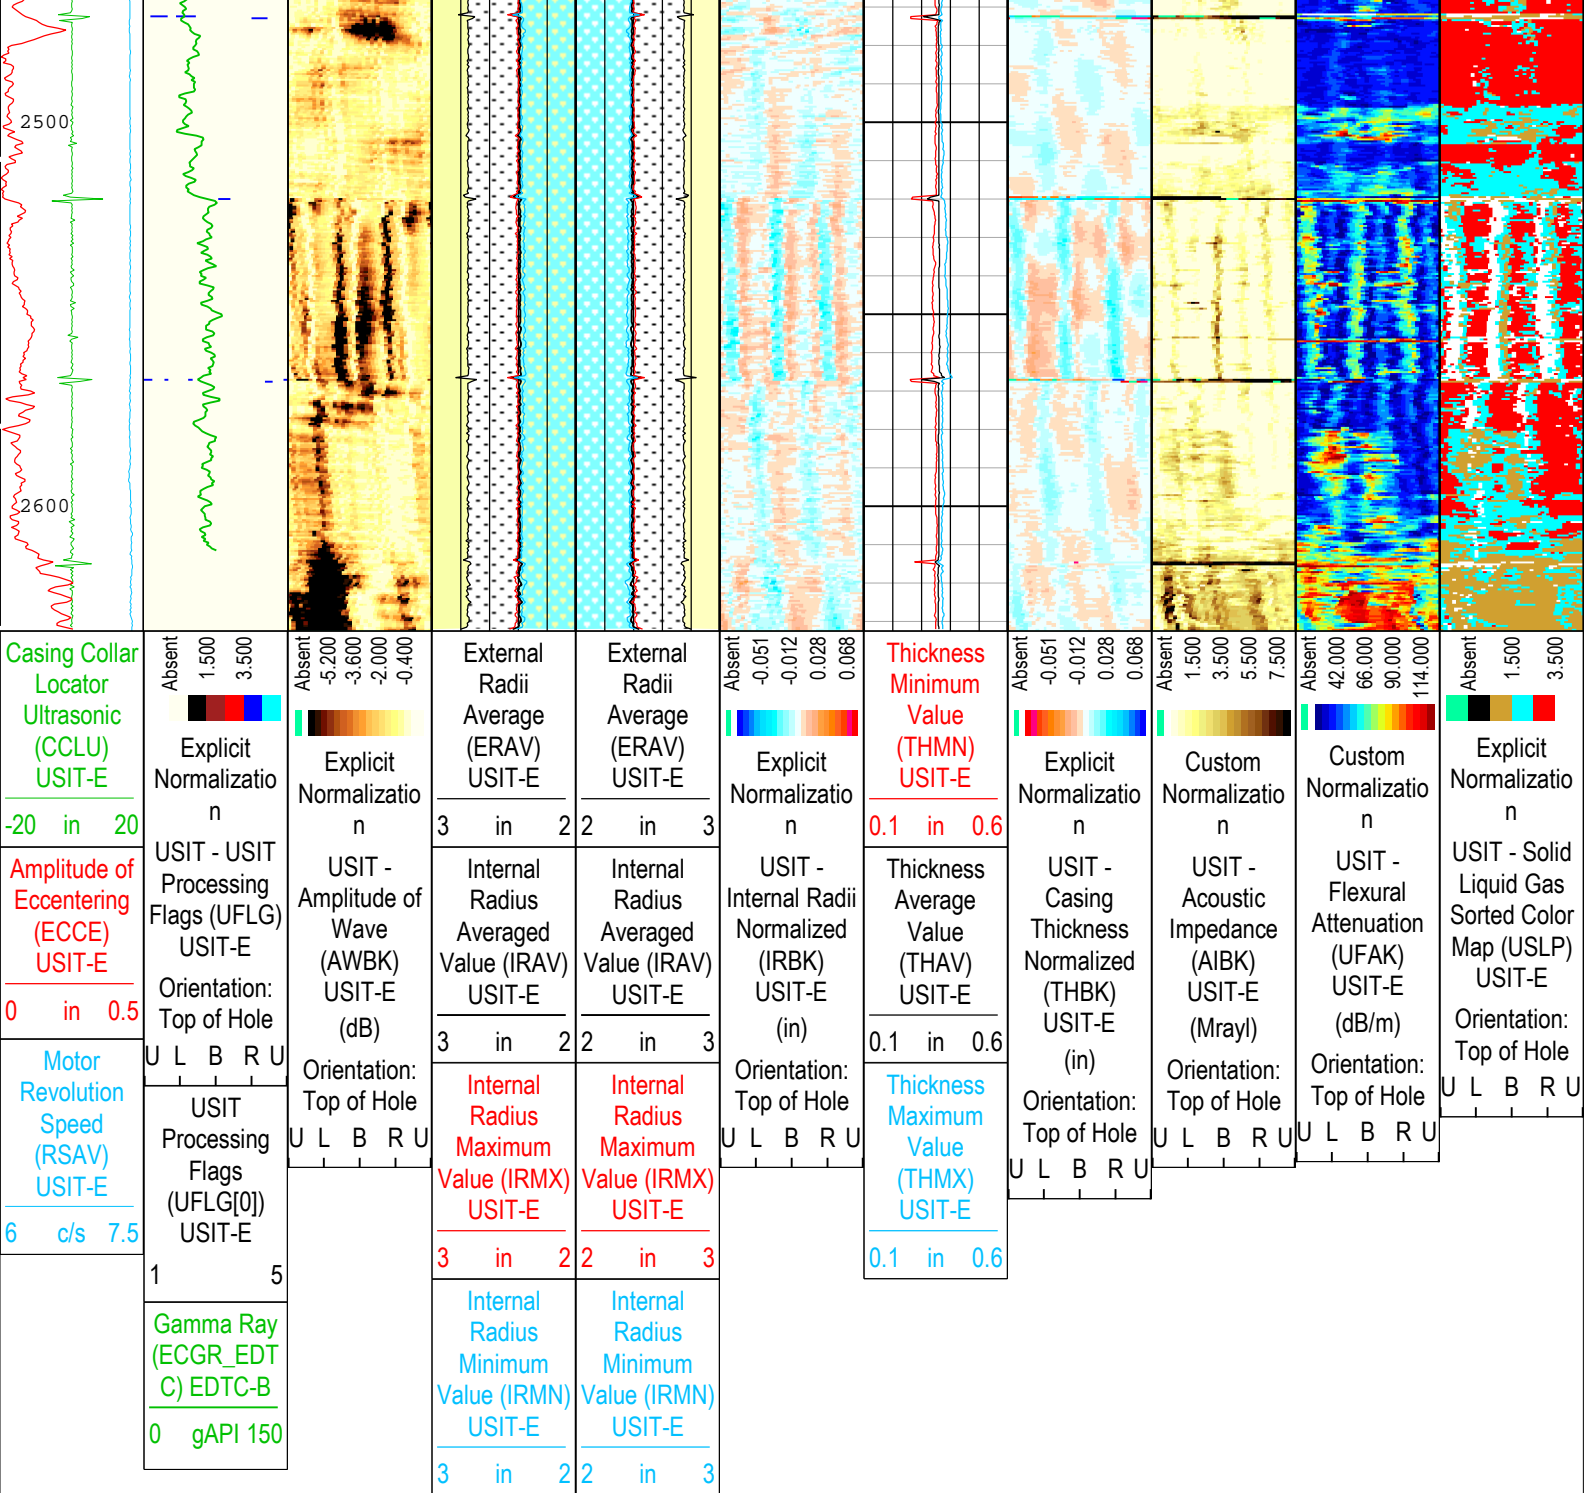 2500
2600
Casing Collar
Locator
Ultrasonic
(CCLU)
USIT-E
-20 in 20
Amplitude of
Eccentering
(ECCE)
USIT-E
0 in 0.5
Motor
Revolution
Speed
(RSAV)
USIT-E
6 c/s 7.5
Absent
1.500
3.500
Explicit
Normalizatio
n
USIT - USIT
Processing
Flags (UFLG)
USIT-E
Orientation:
Top of Hole
U L B R U
USIT
Processing
Flags
(UFLG[0])
USIT-E
1 5
Gamma Ray
(ECGR_EDT
C) EDTC-B
0 gAPI 150
Absent
-5.200
-3.600
-2.000
-0.400
Explicit
Normalizatio
n
USIT -
Amplitude of
Wave
(AWBK)
USIT-E
(dB)
Orientation:
Top of Hole
U L B R U
External
Radii
Average
(ERAV)
USIT-E
3 in 2
Internal
Radius
Averaged
Value (IRAV)
USIT-E
3 in 2
Internal
Radius
Maximum
Value (IRMX)
USIT-E
3 in 2
Internal
Radius
Minimum
Value (IRMN)
USIT-E
3 in 2
External
Radii
Average
(ERAV)
USIT-E
2 in 3
Internal
Radius
Averaged
Value (IRAV)
USIT-E
2 in 3
Internal
Radius
Maximum
Value (IRMX)
USIT-E
2 in 3
Internal
Radius
Minimum
Value (IRMN)
USIT-E
2 in 3
Absent
-0.051
-0.012
0.028
0.068
Explicit
Normalizatio
n
USIT -
Internal Radii
Normalized
(IRBK)
USIT-E
(in)
Orientation:
Top of Hole
U L B R U
Thickness
Minimum
Value
(THMN)
USIT-E
0.1 in 0.6
Thickness
Average
Value
(THAV)
USIT-E
0.1 in 0.6
Thickness
Maximum
Value
(THMX)
USIT-E
0.1 in 0.6
Absent
-0.051
-0.012
0.028
0.068
Explicit
Normalizatio
n
USIT -
Casing
Thickness
Normalized
(THBK)
USIT-E
(in)
Orientation:
Top of Hole
U L B R U
Absent
1.500
3.500
5.500
7.500
Custom
Normalizatio
n
USIT -
Acoustic
Impedance
(AIBK)
USIT-E
(Mrayl)
Orientation:
Top of Hole
U L B R U
Absent
42.000
66.000
90.000
114.000
Custom
Normalizatio
n
USIT -
Flexural
Attenuation
(UFAK)
USIT-E
(dB/m)
Orientation:
Top of Hole
U L B R U
Absent
1.500
3.500
Explicit
Normalizatio
n
USIT - Solid
Liquid Gas
Sorted Color
Map (USLP)
USIT-E
Orientation:
Top of Hole
U L B R U